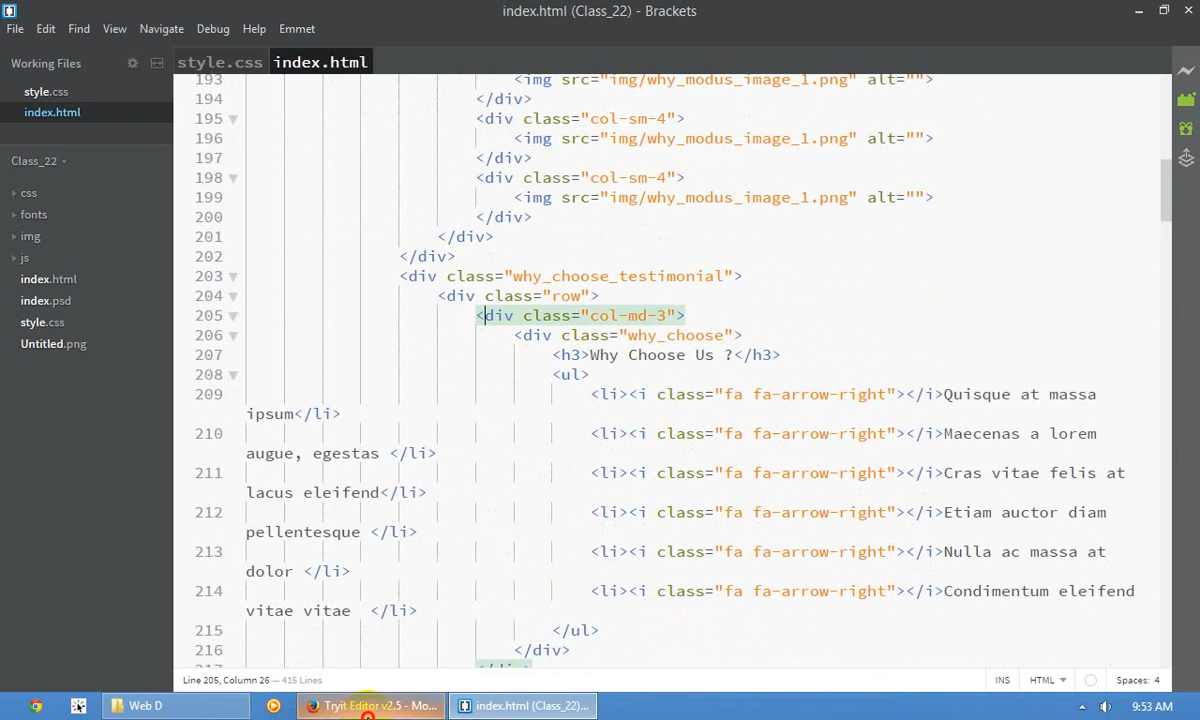 index.html (Class_22) - Brackets
File Edit Find View Navigate Debug Help Emmet
Working Files
style.css
index.html
Class_22
css
fonts
img
js
index.html
index.psd
style.css
Untitled.png
style.css index.html
193 <img src="img/why_modus_image_1.png" alt="">
194 </div>
195 <div class="col-sm-4">
196 <img src="img/why_modus_image_1.png" alt="">
197 </div>
198 <div class="col-sm-4">
199 <img src="img/why_modus_image_1.png" alt="">
200 </div>
201 </div>
202 </div>
203 <div class="why_choose_testimonial">
204 <div class="row">
205 <div class="col-md-3">
206 <div class="why_choose">
207 <h3>Why Choose Us ?</h3>
208 <ul>
209 <li><i class="fa fa-arrow-right"></i>Quisque at massa
ipsum</li>
210 <li><i class="fa fa-arrow-right"></i>Maecenas a lorem
augue, egestas </li>
211 <li><i class="fa fa-arrow-right"></i>Cras vitae felis at
lacus eleifend</li>
212 <li><i class="fa fa-arrow-right"></i>Etiam auctor diam
pellentesque </li>
213 <li><i class="fa fa-arrow-right"></i>Nulla ac massa at
dolor </li>
214 <li><i class="fa fa-arrow-right"></i>Condimentum eleifend
vitae vitae </li>
215 </ul>
216 </div>
217 </div>
Line 205, Column 26 — 415 Lines INS HTML Spaces: 4
Web D Tryit Editor v2.5 - Mo... index.html (Class_22)... 9:53 AM